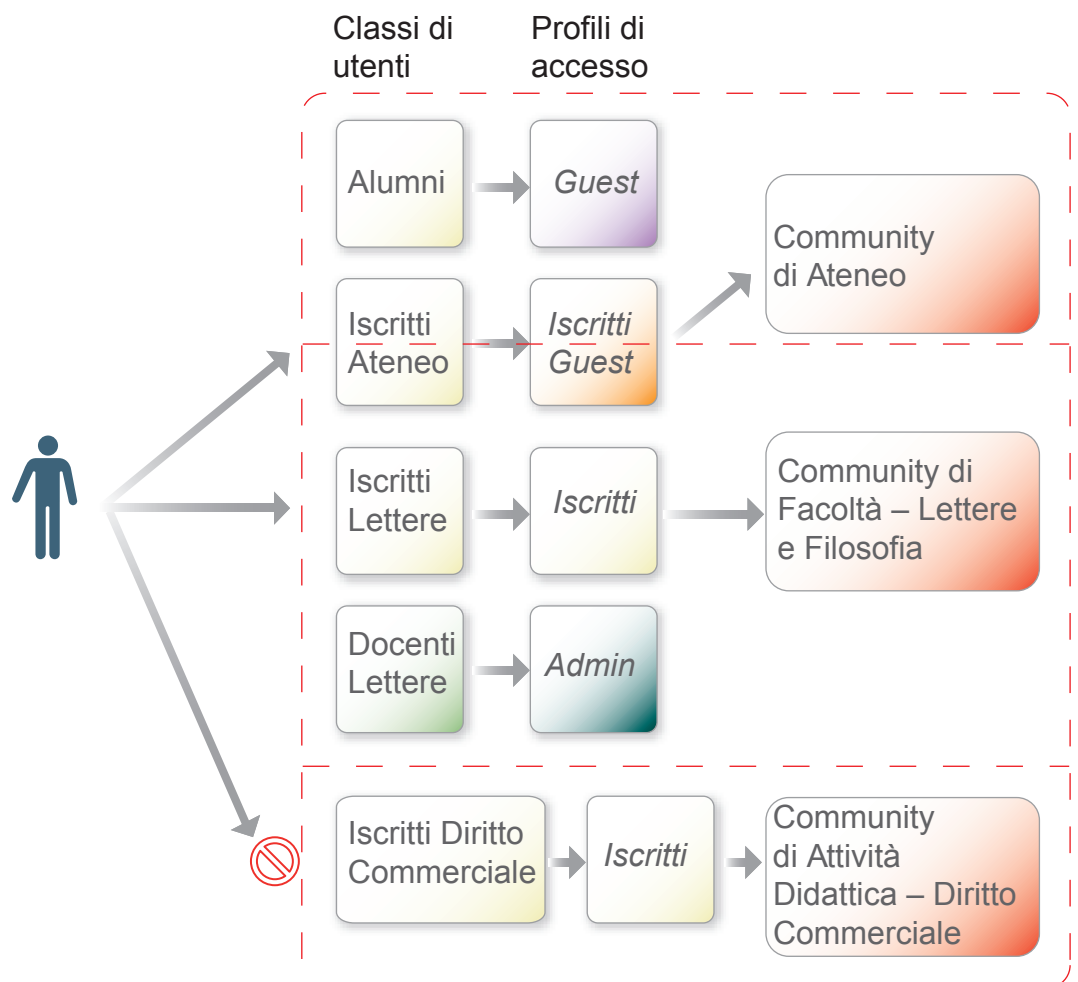 Classi di
utenti
Profili di
accesso
Alumni
Guest
Community
di Ateneo
Iscritti
Ateneo
Iscritti
Guest
Iscritti
Lettere
Iscritti
Community di
Facoltà – Lettere
e Filosofia
Docenti
Lettere
Admin
Iscritti Diritto
Commerciale
Iscritti
Community
di Attività
Didattica – Diritto
Commerciale